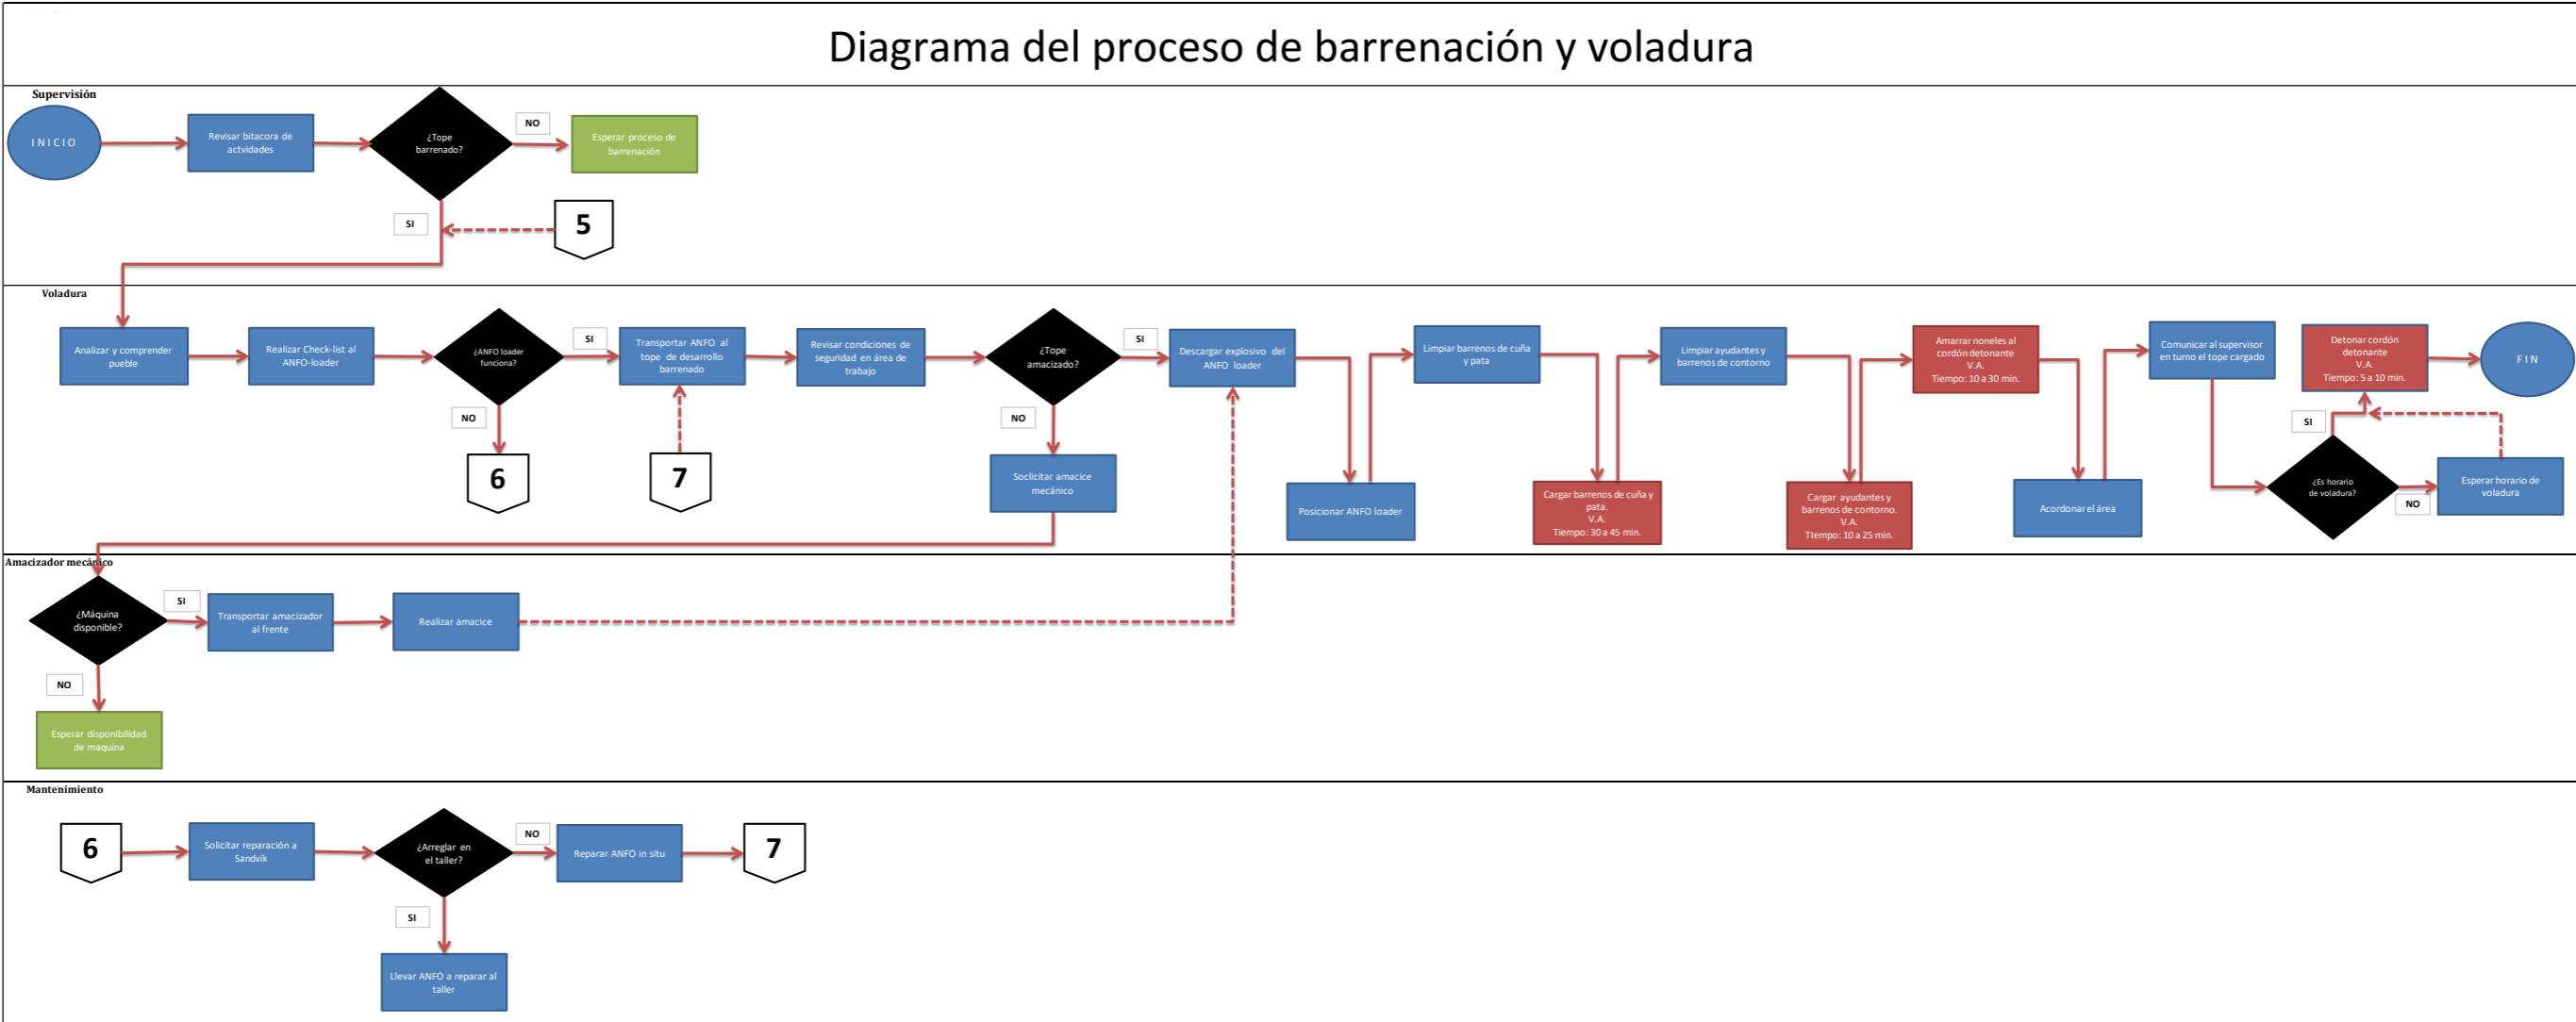 Diagrama del proceso de barrenación y voladura
Supervisión
INICIO
Revisar bitacora de
actvidades
¿Tope
barrenado?
NO
Esperar proceso de
barrenación
SI
5
Voladura
Analizar y comprender
pueble
Realizar Check-list al
ANFO-loader
¿ANFO loader
funciona?
SI
NO
6
Transportar ANFO al
tope de desarrollo
barrenado
7
Revisar condiciones de
seguridad en área de
trabajo
¿Tope
amacizado?
SI
NO
Soclicitar amacice
mecánico
Descargar explosivo del
ANFO loader
Posicionar ANFO loader
Limpiar barrenos de cuña
y pata
Cargar barrenos de cuña y
pata.
V.A.
Tiempo: 30 a 45 min.
Limpiar ayudantes y
barrenos de contorno
Cargar ayudantes y
barrenos de contorno.
V.A.
TIempo: 10 a 25 min.
Amarrar noneles al
cordón detonante
V.A.
Tiempo: 10 a 30 min.
Acordonar el área
Comunicar al supervisor
en turno el tope cargado
¿Es horario
de voladura?
SI
NO
Esperar horario de
voladura
Detonar cordón
detonante
V.A.
Tiempo: 5 a 10 min.
FIN
Amacizador mecánico
¿Máquina
disponible?
SI
Transportar amacizador
al frente
Realizar amacice
NO
Esperar disponibilidad
de maquina
Mantenimiento
6
Solicitar reparación a
Sandvik
¿Arreglar en
el taller?
NO
Reparar ANFO in situ
7
SI
Llevar ANFO a reparar al
taller